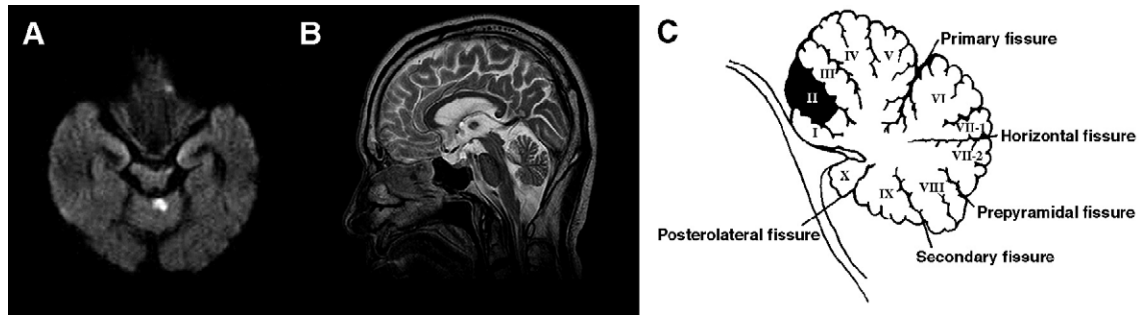 A
B
C
IV
V
Primary fissure
III
VI
II
VII-1
I
Horizontal fissure
VII-2
X
IX
VIII
Prepyramidal fissure
Posterolateral fissure
Secondary fissure